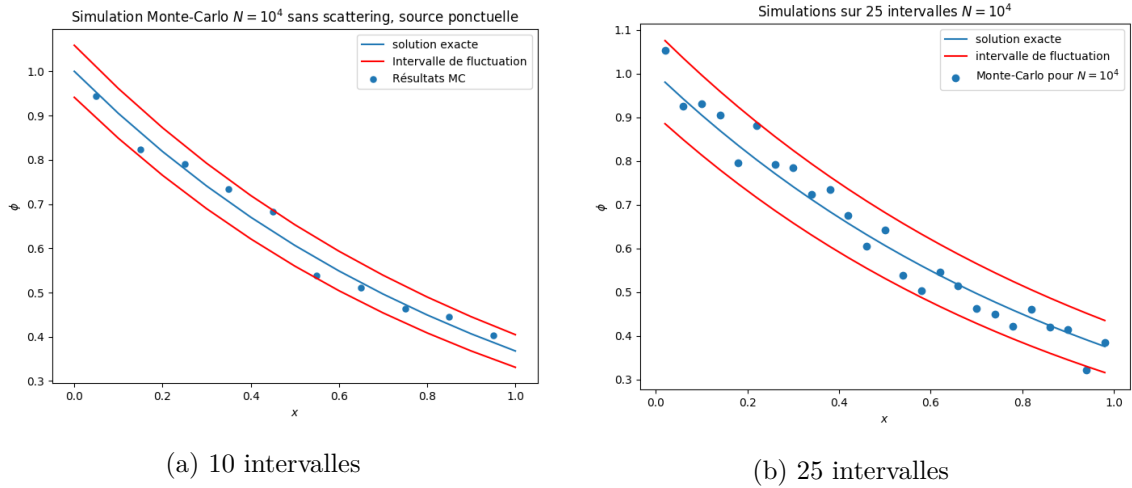 Simulation Monte-Carlo N = 10⁴ sans scattering, source ponctuelle
solution exacte
Intervalle de fluctuation
Résultats MC
1.0
0.9
0.8
0.7
0.6
0.5
0.4
0.3
ϕ
0.0 0.2 0.4 0.6 0.8 1.0
x
(a) 10 intervalles
Simulations sur 25 intervalles N = 10⁴
solution exacte
intervalle de fluctuation
Monte-Carlo pour N = 10⁴
1.1
1.0
0.9
0.8
0.7
0.6
0.5
0.4
0.3
ϕ
0.0 0.2 0.4 0.6 0.8 1.0
x
(b) 25 intervalles